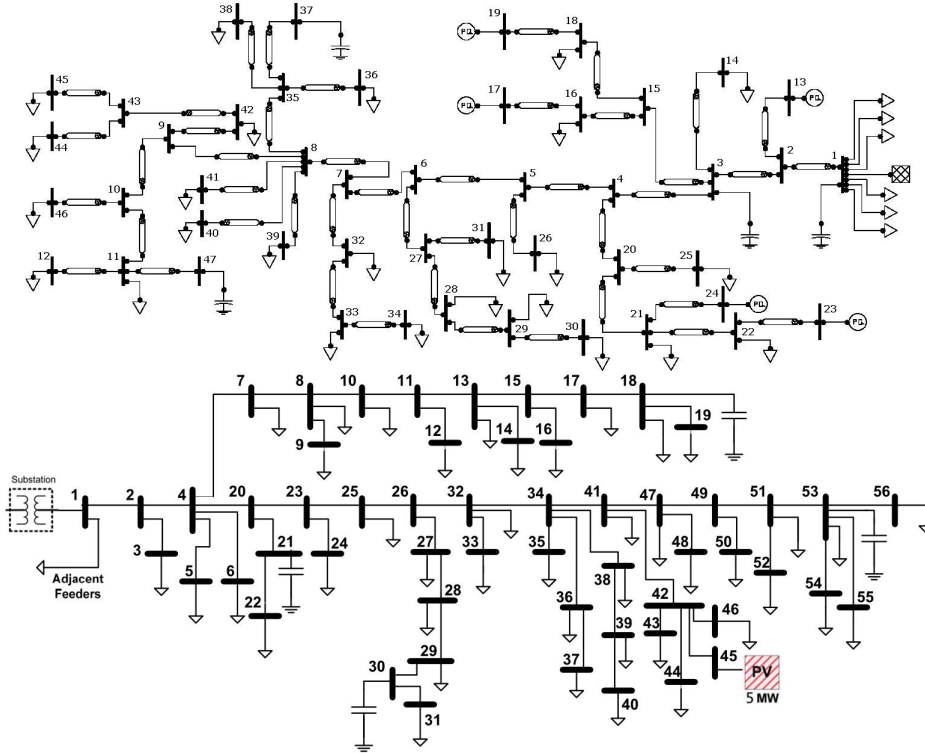 38 37
19 18
45 43 42 35 36 17 16 15 14 13
44 9 8 6 5 4 3 2 1
46 10 41 7
40 39 32 27 31 26 20 25
12 11 47 28 24 23
33 34 29 30 21 22
PQ PQ PQ PQ PQ
7 8 10 11 13 15 17 18
9 12 14 16 19
Substation
1 2 4 20 23 25 26 32 34 41 47 49 51 53 56
3 21 24 27 33 35 48 50
Adjacent
Feeders
5 6 22 28 38 52 54 55
36 42 46
29 39 43
30 37 44 45
31 40
PV
5 MW